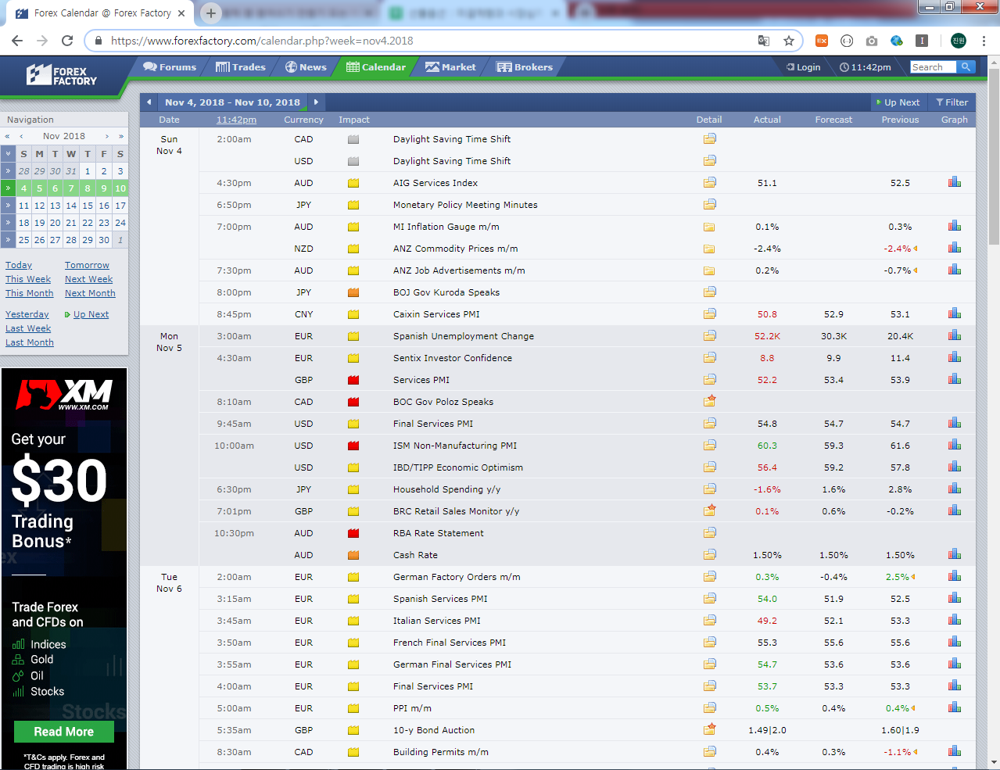 Forex Calendar @ Forex Factory
https://www.forexfactory.com/calendar.php?week=nov4.2018
진원
FOREX FACTORY
Forums Trades News Calendar Market Brokers Login 11:42pm Search
Navigation
« ‹ Nov 2018 › »
S M T W T F S
28 29 30 31 1 2 3
4 5 6 7 8 9 10
11 12 13 14 15 16 17
18 19 20 21 22 23 24
25 26 27 28 29 30 1
Today Tomorrow
This Week Next Week
This Month Next Month
Yesterday Up Next
Last Week
Last Month
XM
WWW.XM.COM
Get your
$30
Trading
Bonus*
Trade Forex
and CFDs on
Indices
Gold
Oil
Stocks
Stocks
Read More
*T&Cs apply. Forex and
CFD trading is high risk
Nov 4, 2018 - Nov 10, 2018 Up Next Filter
Date 11:42pm Currency Impact Detail Actual Forecast Previous Graph
Sun Nov 4 2:00am CAD Daylight Saving Time Shift
USD Daylight Saving Time Shift
4:30pm AUD AIG Services Index 51.1 52.5
6:50pm JPY Monetary Policy Meeting Minutes
7:00pm AUD MI Inflation Gauge m/m 0.1% 0.3%
NZD ANZ Commodity Prices m/m -2.4% -2.4%
7:30pm AUD ANZ Job Advertisements m/m 0.2% -0.7%
8:00pm JPY BOJ Gov Kuroda Speaks
8:45pm CNY Caixin Services PMI 50.8 52.9 53.1
Mon Nov 5 3:00am EUR Spanish Unemployment Change 52.2K 30.3K 20.4K
4:30am EUR Sentix Investor Confidence 8.8 9.9 11.4
GBP Services PMI 52.2 53.4 53.9
8:10am CAD BOC Gov Poloz Speaks
9:45am USD Final Services PMI 54.8 54.7 54.7
10:00am USD ISM Non-Manufacturing PMI 60.3 59.3 61.6
USD IBD/TIPP Economic Optimism 56.4 59.2 57.8
6:30pm JPY Household Spending y/y -1.6% 1.6% 2.8%
7:01pm GBP BRC Retail Sales Monitor y/y 0.1% 0.6% -0.2%
10:30pm AUD RBA Rate Statement
AUD Cash Rate 1.50% 1.50% 1.50%
Tue Nov 6 2:00am EUR German Factory Orders m/m 0.3% -0.4% 2.5%
3:15am EUR Spanish Services PMI 54.0 51.9 52.5
3:45am EUR Italian Services PMI 49.2 52.1 53.3
3:50am EUR French Final Services PMI 55.3 55.6 55.6
3:55am EUR German Final Services PMI 54.7 53.6 53.6
4:00am EUR Final Services PMI 53.7 53.3 53.3
5:00am EUR PPI m/m 0.5% 0.4% 0.4%
5:35am GBP 10-y Bond Auction 1.49|2.0 1.60|1.9
8:30am CAD Building Permits m/m 0.4% 0.3% -1.1%